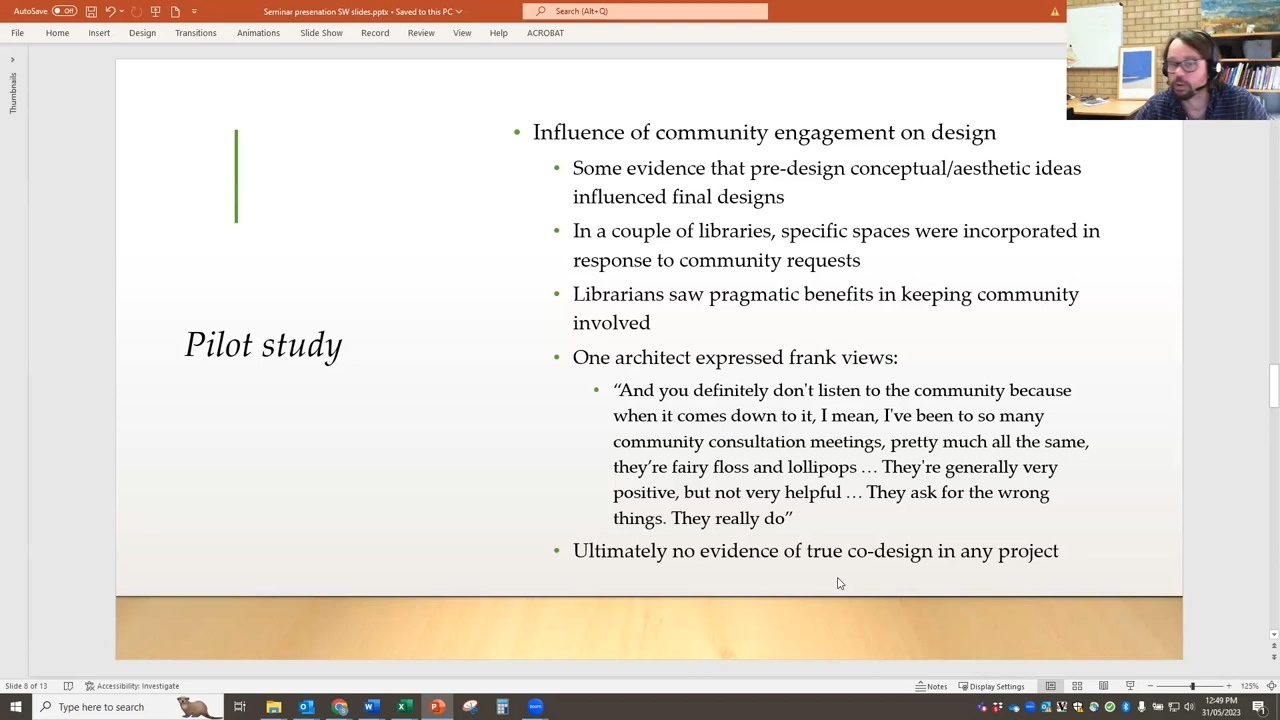 AutoSave Off Seminar presenation SW slides.pptx • Saved to this PC Search (Alt+Q)
File Home Insert Design Transitions Animations Slide Show Record Review View Help ACROBAT
Thumbnails
Pilot study
• Influence of community engagement on design
• Some evidence that pre-design conceptual/aesthetic ideas
influenced final designs
• In a couple of libraries, specific spaces were incorporated in
response to community requests
• Librarians saw pragmatic benefits in keeping community
involved
• One architect expressed frank views:
• “And you definitely don't listen to the community because
when it comes down to it, I mean, I've been to so many
community consultation meetings, pretty much all the same,
they’re fairy floss and lollipops … They're generally very
positive, but not very helpful … They ask for the wrong
things. They really do”
• Ultimately no evidence of true co-design in any project
Slide 8 of 13 Accessibility: Investigate Notes Display Settings 125%
Type here to search zoom 12:49 PM
31/05/2023